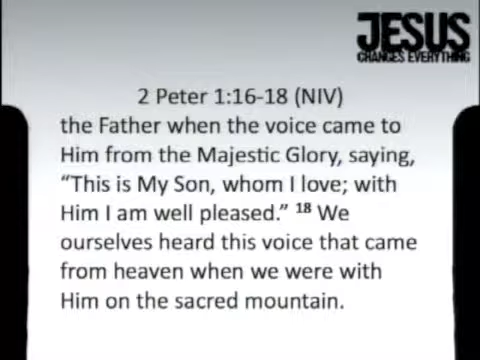 JESUS
CHANGES EVERYTHING
2 Peter 1:16-18 (NIV)
the Father when the voice came to
Him from the Majestic Glory, saying,
“This is My Son, whom I love; with
Him I am well pleased.” 18 We
ourselves heard this voice that came
from heaven when we were with
Him on the sacred mountain.